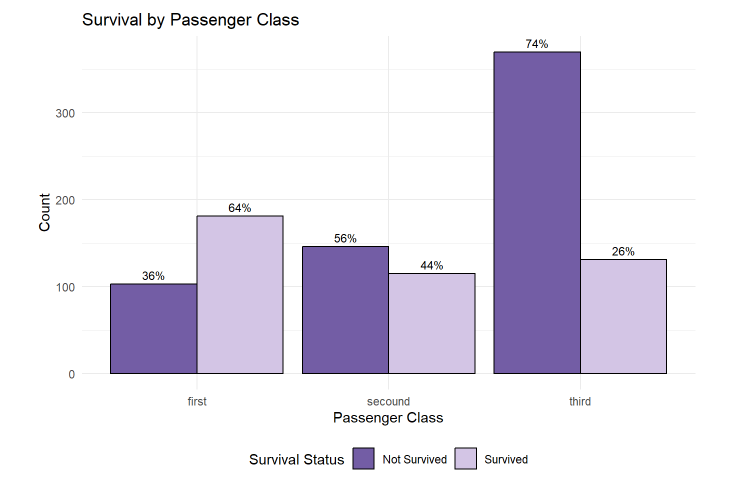 Survival by Passenger Class
74%
64%
56%
44%
36%
26%
300
200
100
0
Count
first secound third
Passenger Class
Survival Status Not Survived Survived